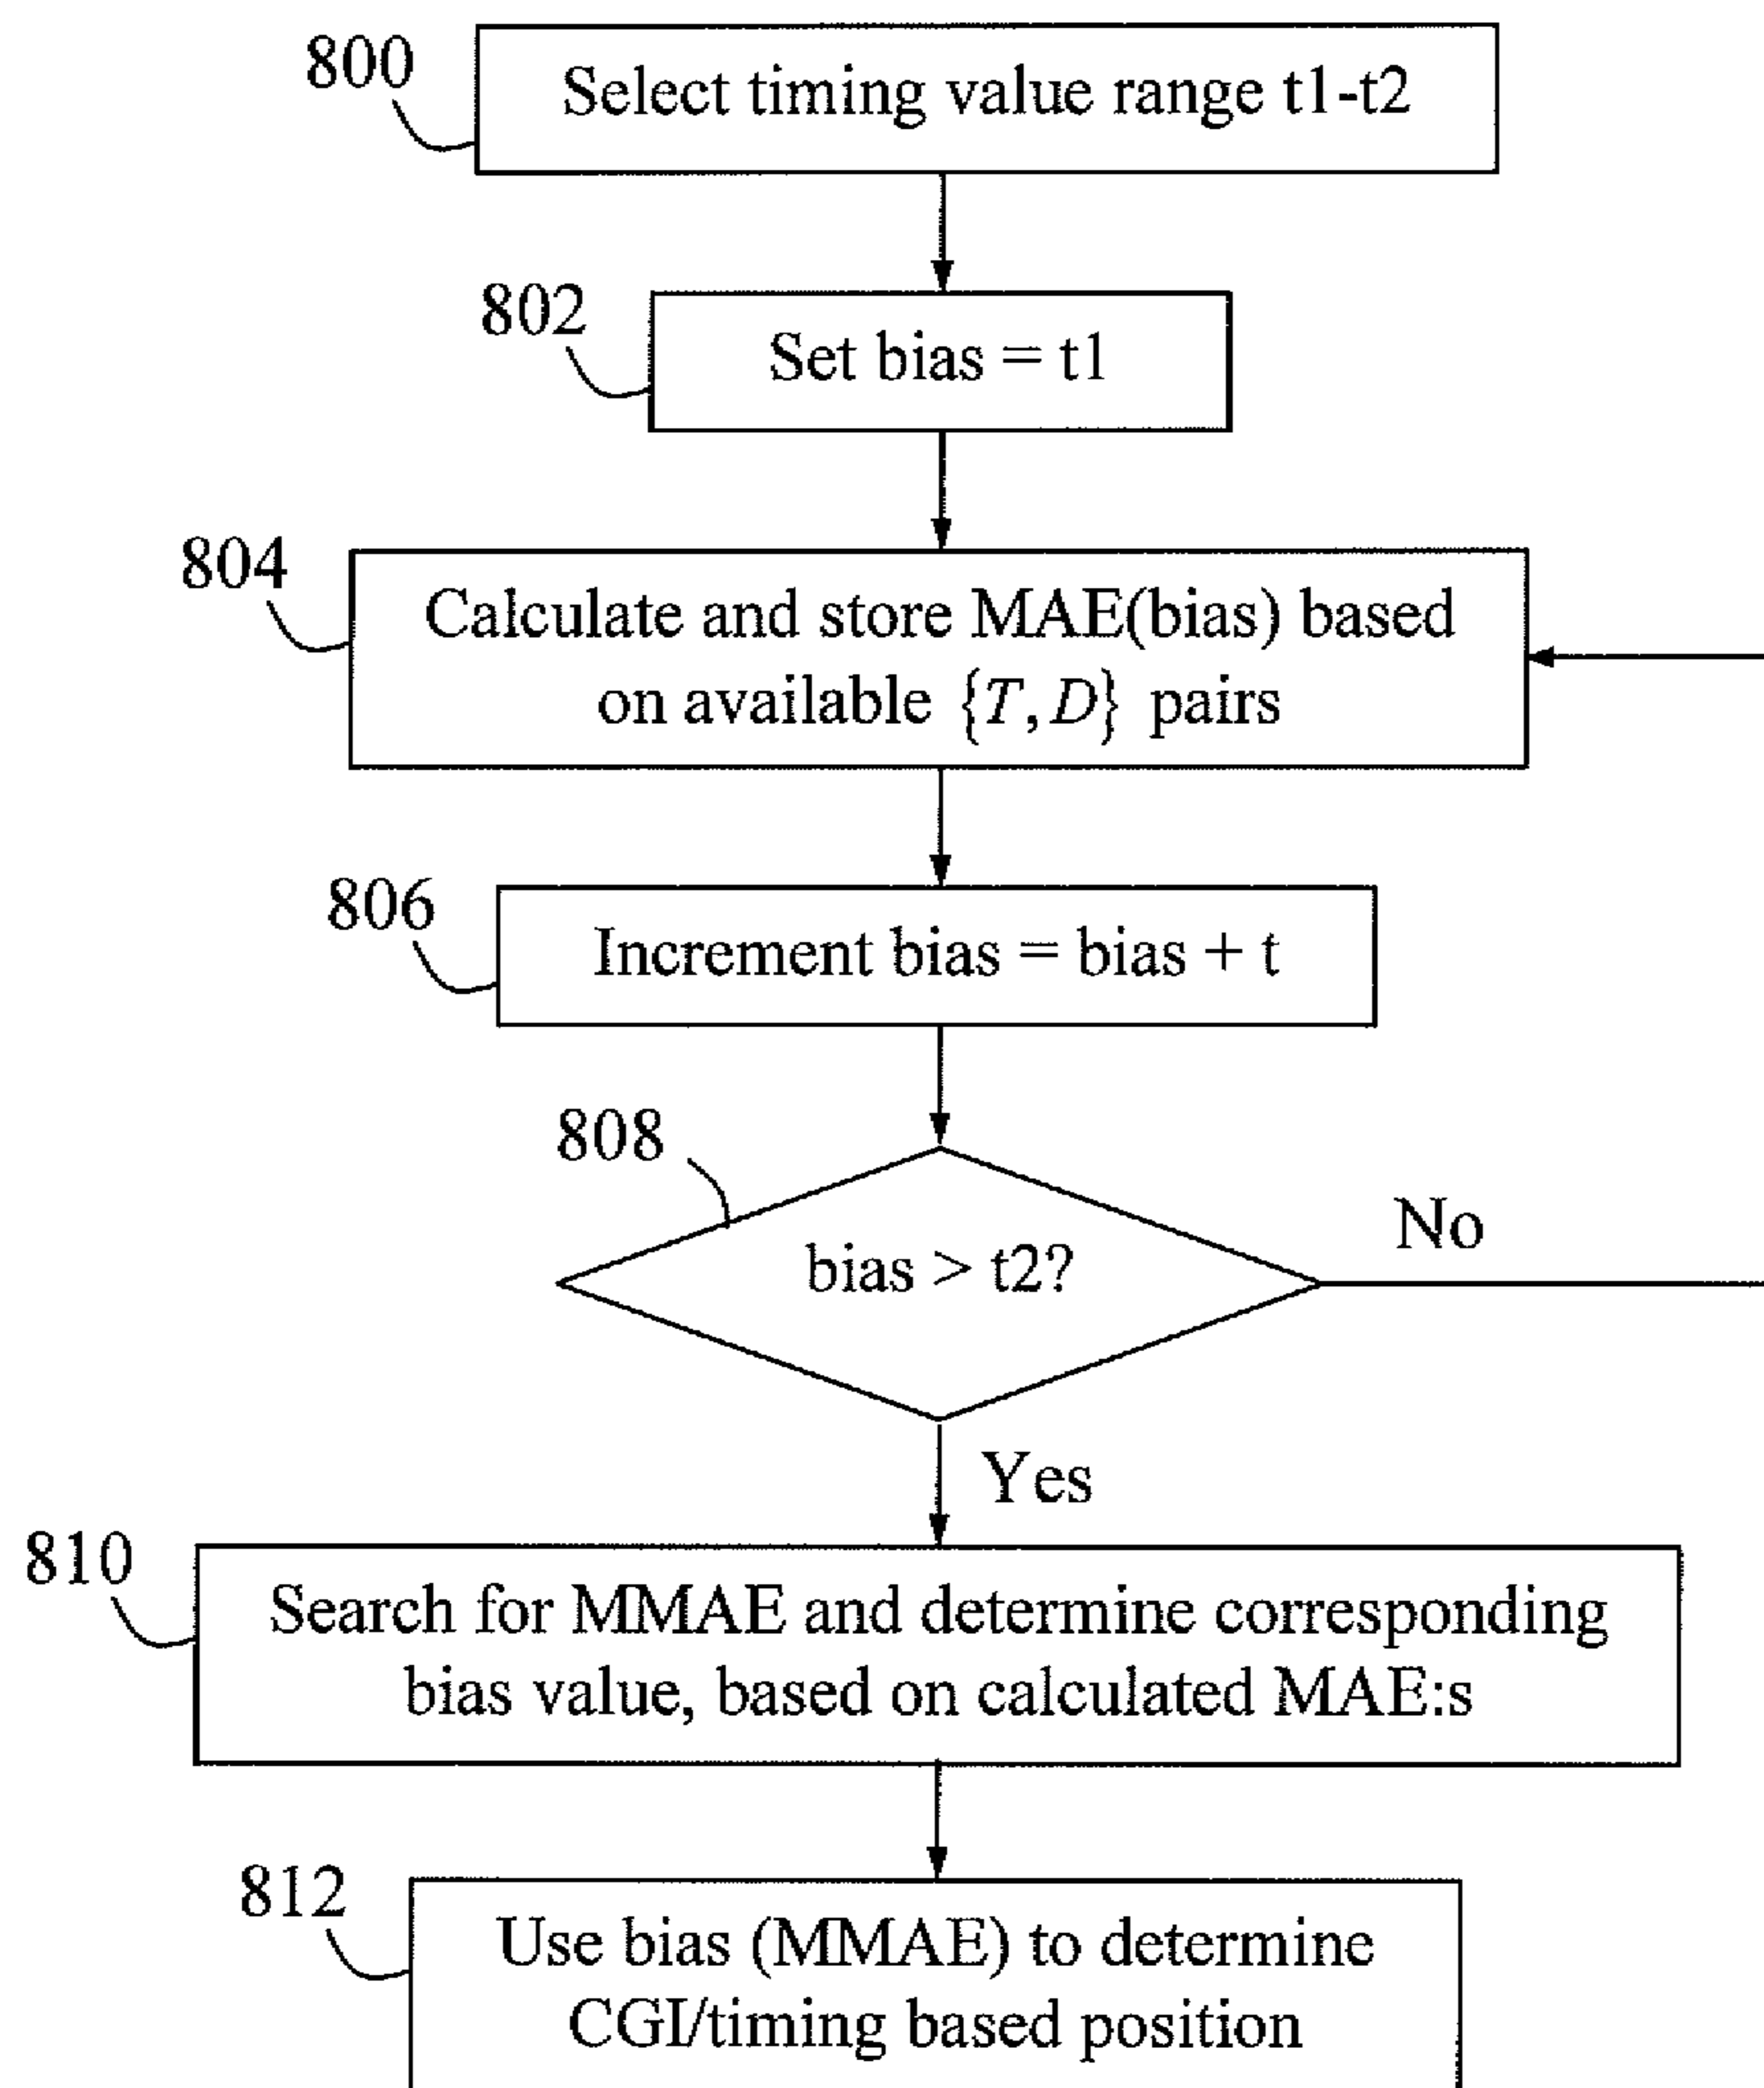 800
Select timing value range t1-t2
802
Set bias = t1
804
Calculate and store MAE(bias) based
on available {T, D} pairs
806
Increment bias = bias + t
808
bias > t2?
No
Yes
810
Search for MMAE and determine corresponding
bias value, based on calculated MAE:s
812
Use bias (MMAE) to determine
CGI/timing based position